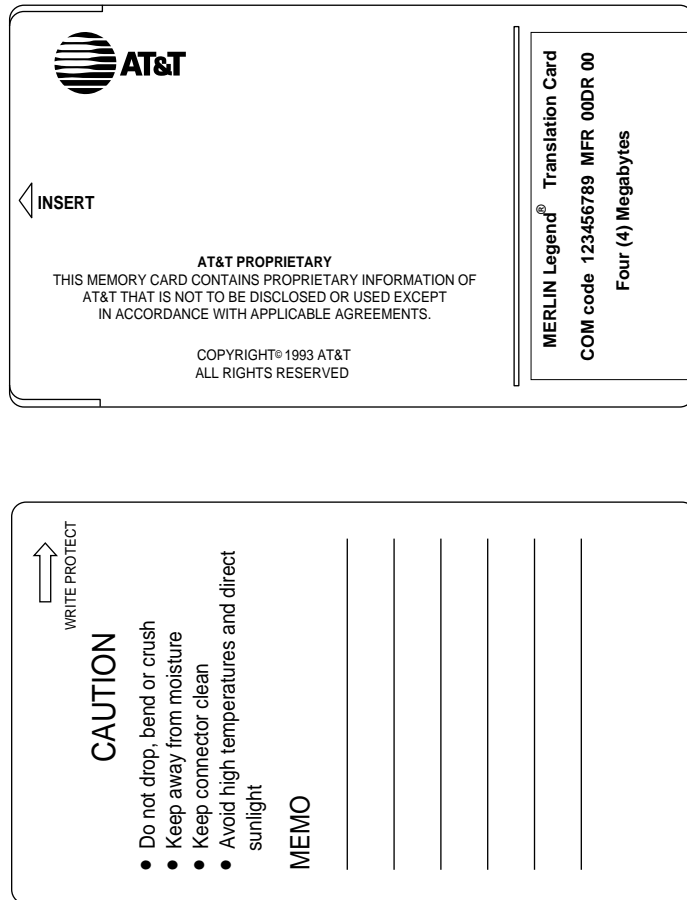 AT&T
INSERT
AT&T PROPRIETARY
THIS MEMORY CARD CONTAINS PROPRIETARY INFORMATION OF
AT&T THAT IS NOT TO BE DISCLOSED OR USED EXCEPT
IN ACCORDANCE WITH APPLICABLE AGREEMENTS.
COPYRIGHT© 1993 AT&T
ALL RIGHTS RESERVED
MERLIN Legend® Translation Card
COM code 123456789 MFR 00DR 00
Four (4) Megabytes
WRITE PROTECT
CAUTION
● Do not drop, bend or crush
● Keep away from moisture
● Keep connector clean
● Avoid high temperatures and direct
sunlight
MEMO